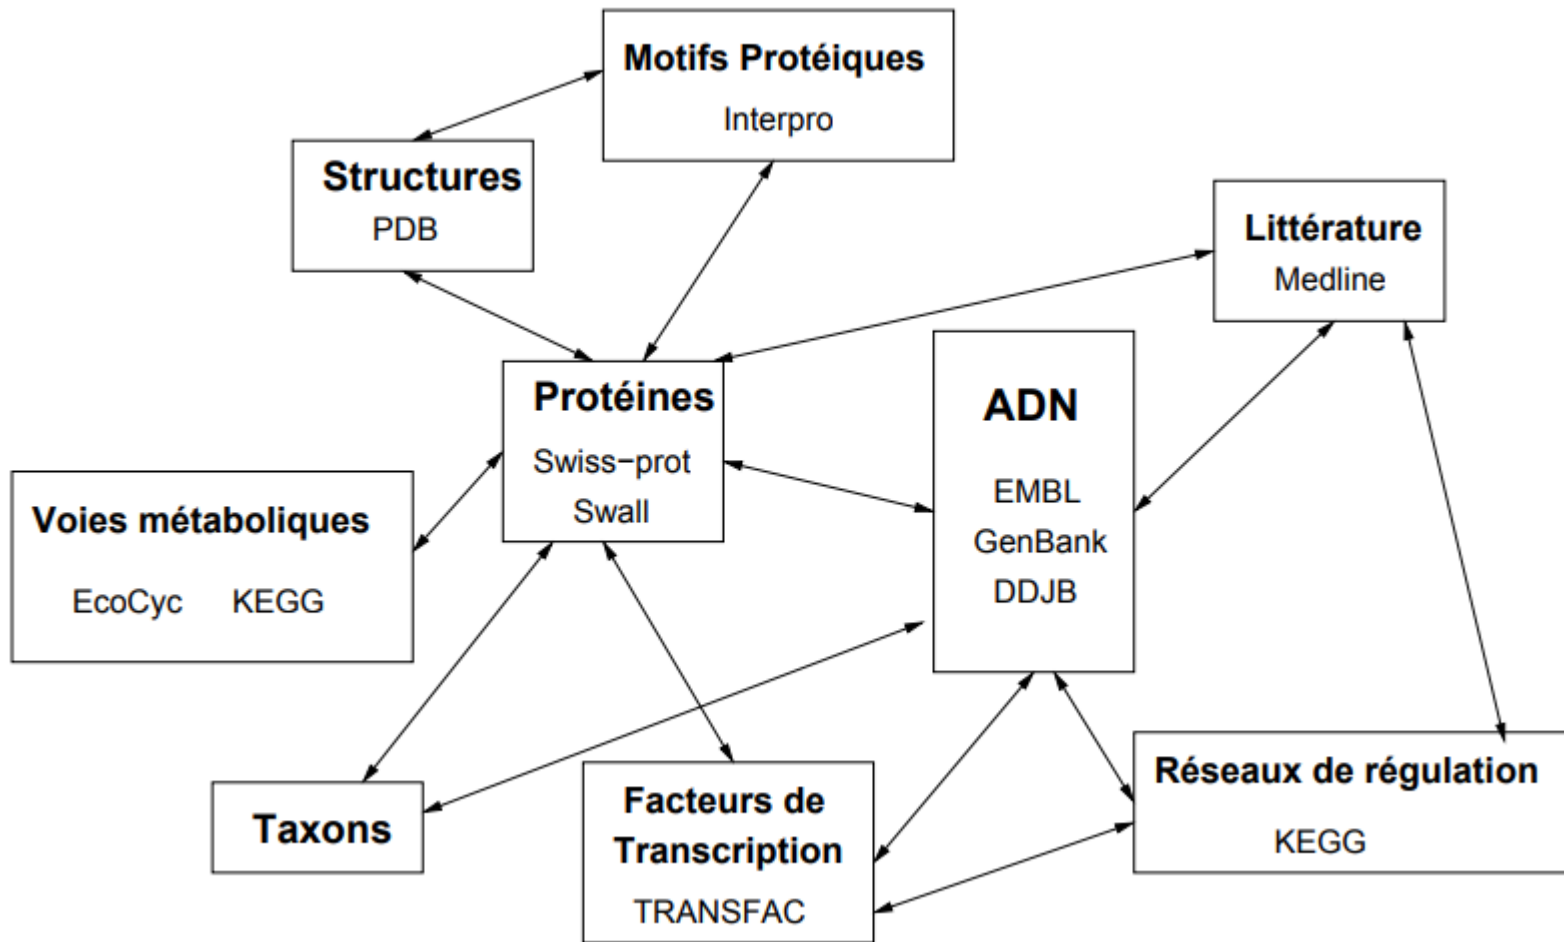 Motifs Protéiques
Interpro
Structures
PDB
Littérature
Medline
Protéines
Swiss−prot
Swall
ADN
EMBL
GenBank
DDJB
Voies métaboliques
EcoCyc KEGG
Taxons
Facteurs de
Transcription
TRANSFAC
Réseaux de régulation
KEGG